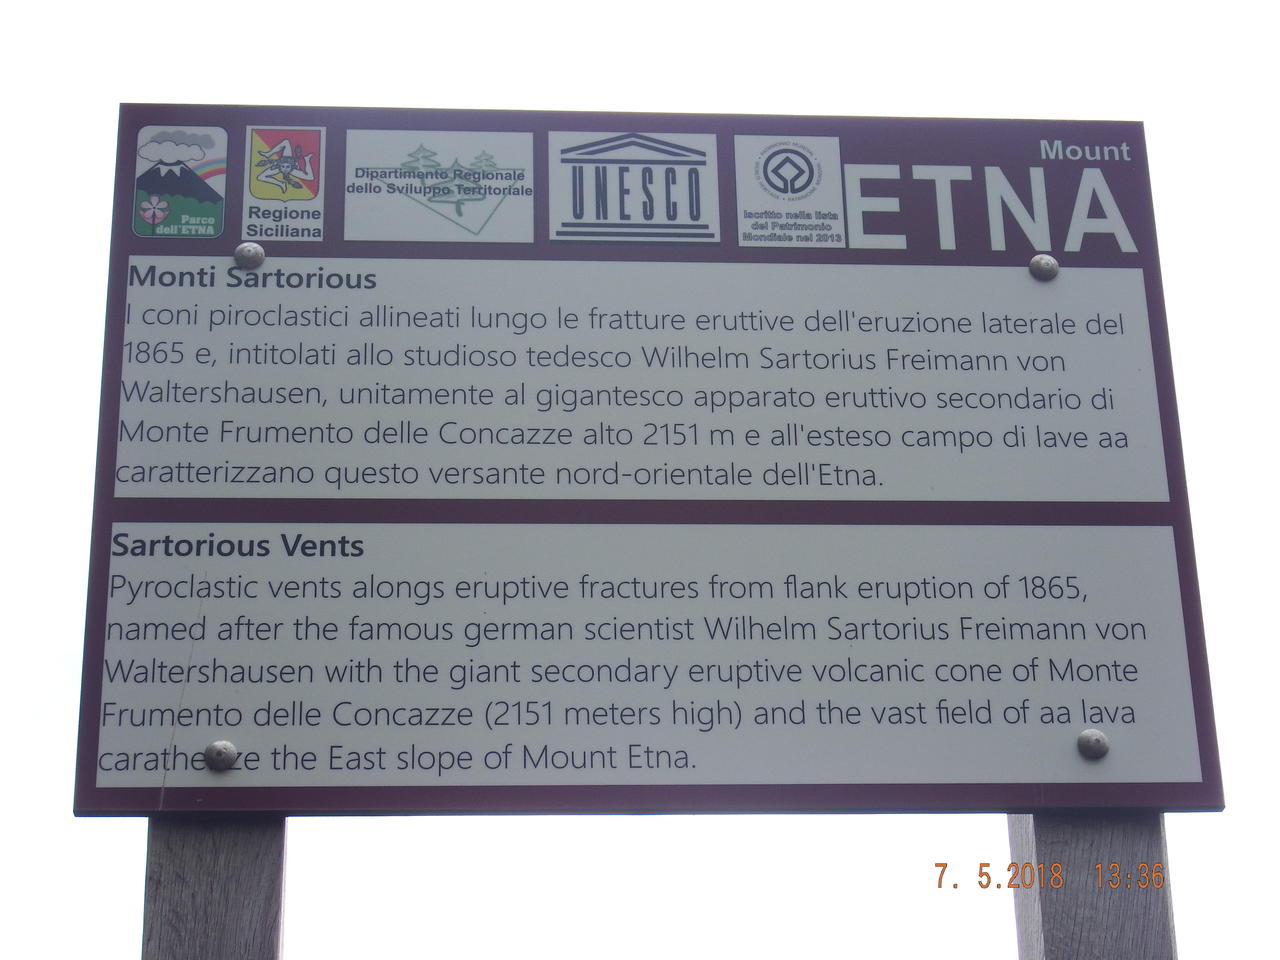 Parco
dell'ETNA
Regione
Siciliana
Dipartimento Regionale
dello Sviluppo Territoriale
UNESCO
Iscritto nella lista
del Patrimonio
Mondiale nel 2013
Mount
ETNA
Monti Sartorious
I coni piroclastici allineati lungo le fratture eruttive dell'eruzione laterale del
1865 e, intitolati allo studioso tedesco Wilhelm Sartorius Freimann von
Waltershausen, unitamente al gigantesco apparato eruttivo secondario di
Monte Frumento delle Concazze alto 2151 m e all'esteso campo di lave aa
caratterizzano questo versante nord-orientale dell'Etna.
Sartorious Vents
Pyroclastic vents alongs eruptive fractures from flank eruption of 1865,
named after the famous german scientist Wilhelm Sartorius Freimann von
Waltershausen with the giant secondary eruptive volcanic cone of Monte
Frumento delle Concazze (2151 meters high) and the vast field of aa lava
the East slope of Mount Etna.
7. 5.2018 13:36